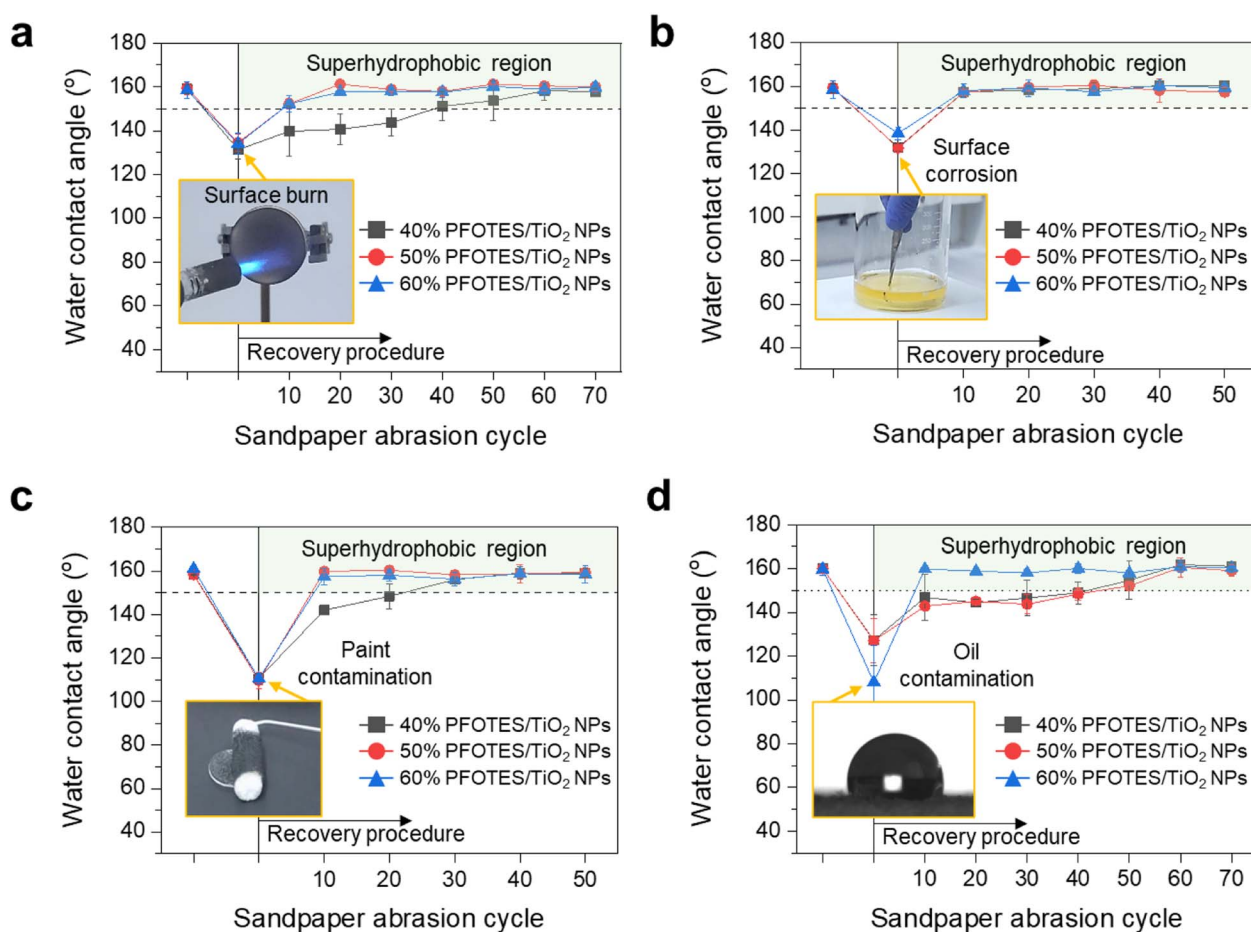 a
Water contact angle (º)
180
160
140
120
100
80
60
40
Superhydrophobic region
Surface burn
40% PFOTES/TiO₂ NPs
50% PFOTES/TiO₂ NPs
60% PFOTES/TiO₂ NPs
Recovery procedure
10 20 30 40 50 60 70
Sandpaper abrasion cycle
b
Water contact angle (º)
180
160
140
120
100
80
60
40
Superhydrophobic region
Surface
corrosion
40% PFOTES/TiO₂ NPs
50% PFOTES/TiO₂ NPs
60% PFOTES/TiO₂ NPs
Recovery procedure
10 20 30 40 50
Sandpaper abrasion cycle
c
Water contact angle (º)
180
160
140
120
100
80
60
40
Superhydrophobic region
Paint
contamination
40% PFOTES/TiO₂ NPs
50% PFOTES/TiO₂ NPs
60% PFOTES/TiO₂ NPs
Recovery procedure
10 20 30 40 50
Sandpaper abrasion cycle
d
Water contact angle (º)
180
160
140
120
100
80
60
40
Superhydrophobic region
Oil
contamination
40% PFOTES/TiO₂ NPs
50% PFOTES/TiO₂ NPs
60% PFOTES/TiO₂ NPs
Recovery procedure
10 20 30 40 50 60 70
Sandpaper abrasion cycle